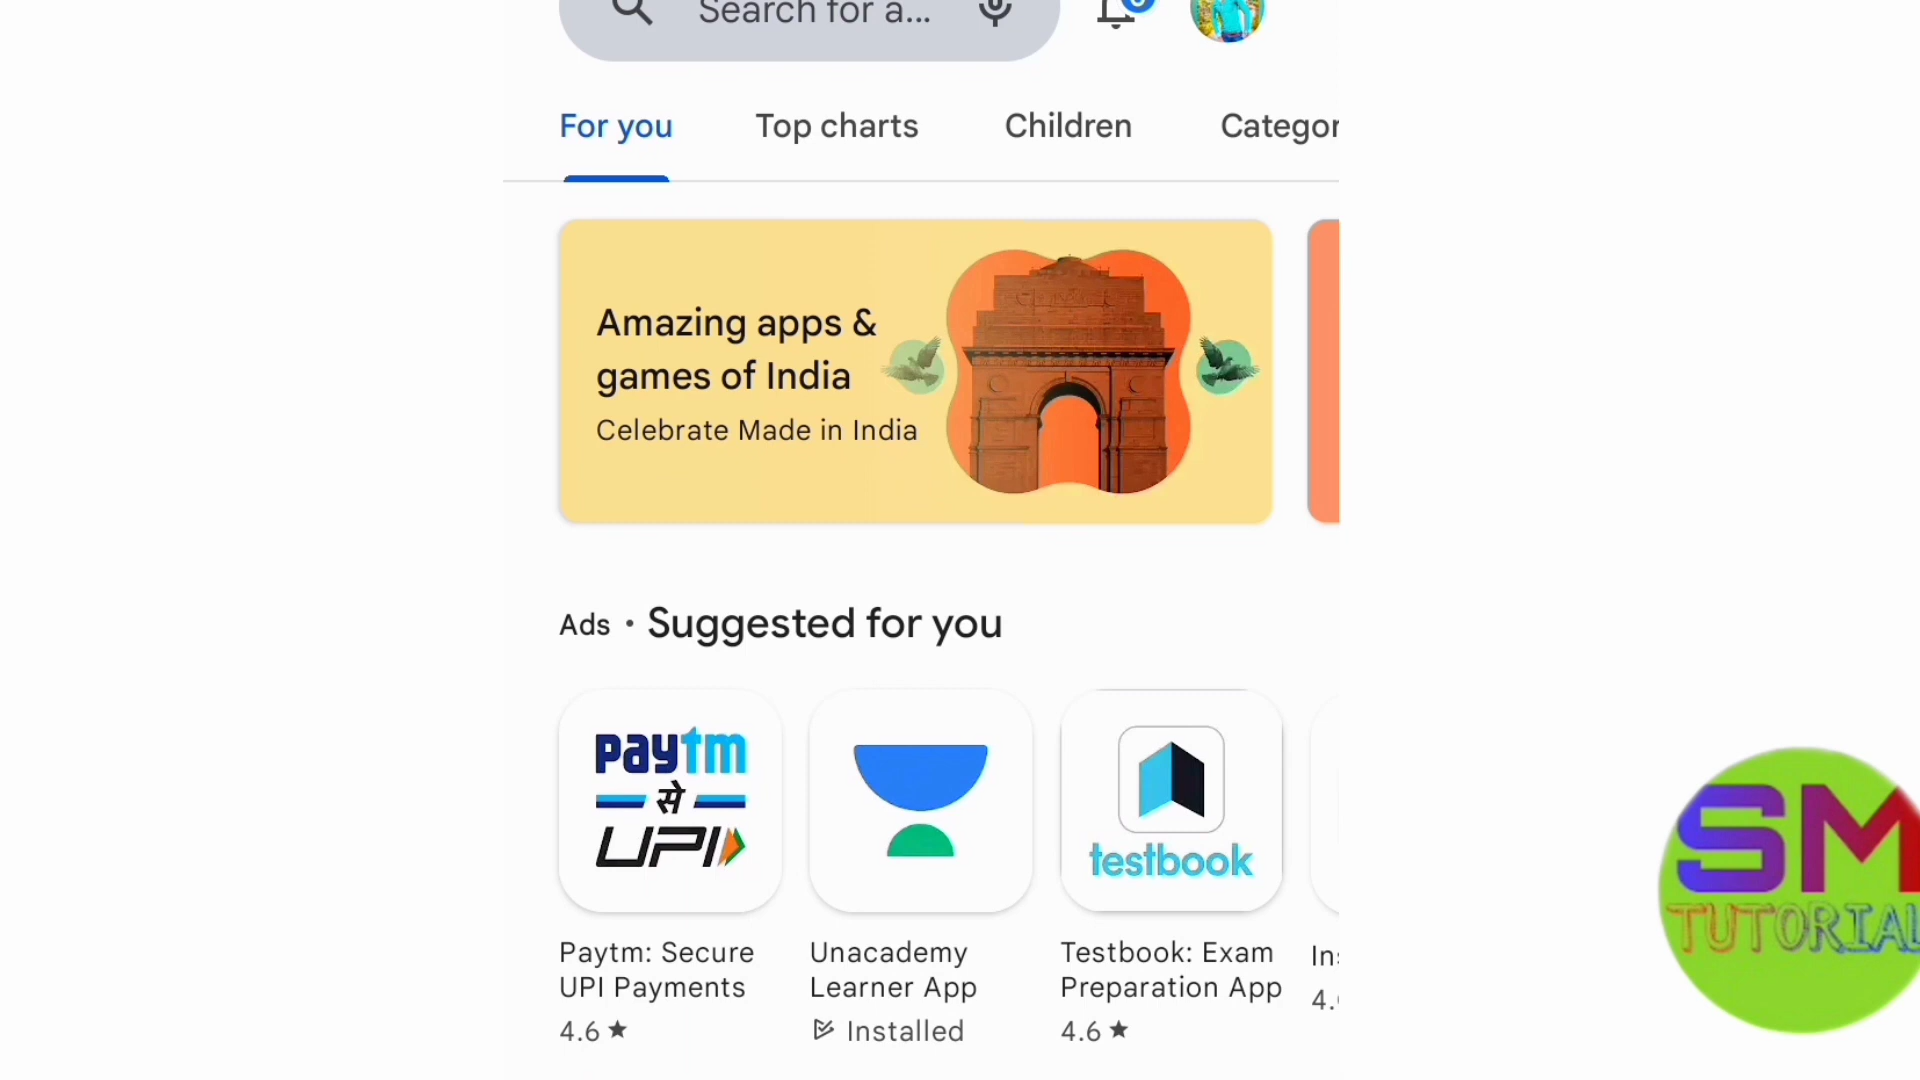 Search for a...
For you
Top charts
Children
Categor
Amazing apps &
games of India
Celebrate Made in India
Ads • Suggested for you
paytm
से
UPI
testbook
Paytm: Secure
UPI Payments
4.6 ★
Unacademy
Learner App
Installed
Testbook: Exam
Preparation App
4.6 ★
SM
TUTORIAL